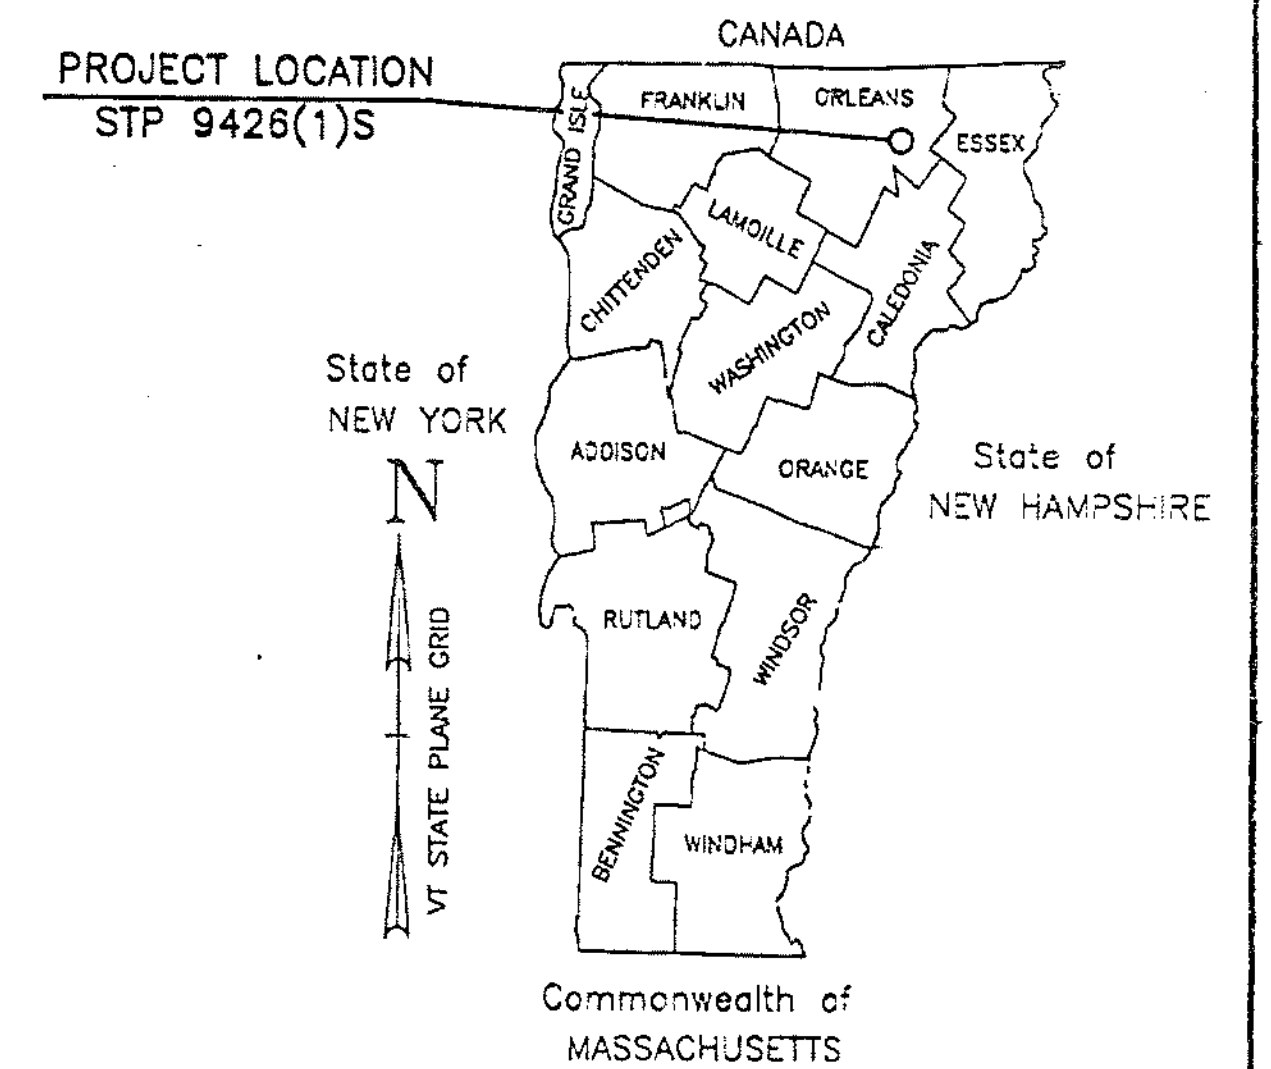 CANADA
PROJECT LOCATION
STP 9426(1)S
GRAND ISLE
FRANKLIN
ORLEANS
ESSEX
LAMOILLE
CHITTENDEN
CALEDONIA
WASHINGTON
State of
NEW YORK
ADDISON
ORANGE
State of
NEW HAMPSHIRE
N
VT STATE PLANE GRID
RUTLAND
WINDSOR
BENNINGTON
WINDHAM
Commonwealth of
MASSACHUSETTS